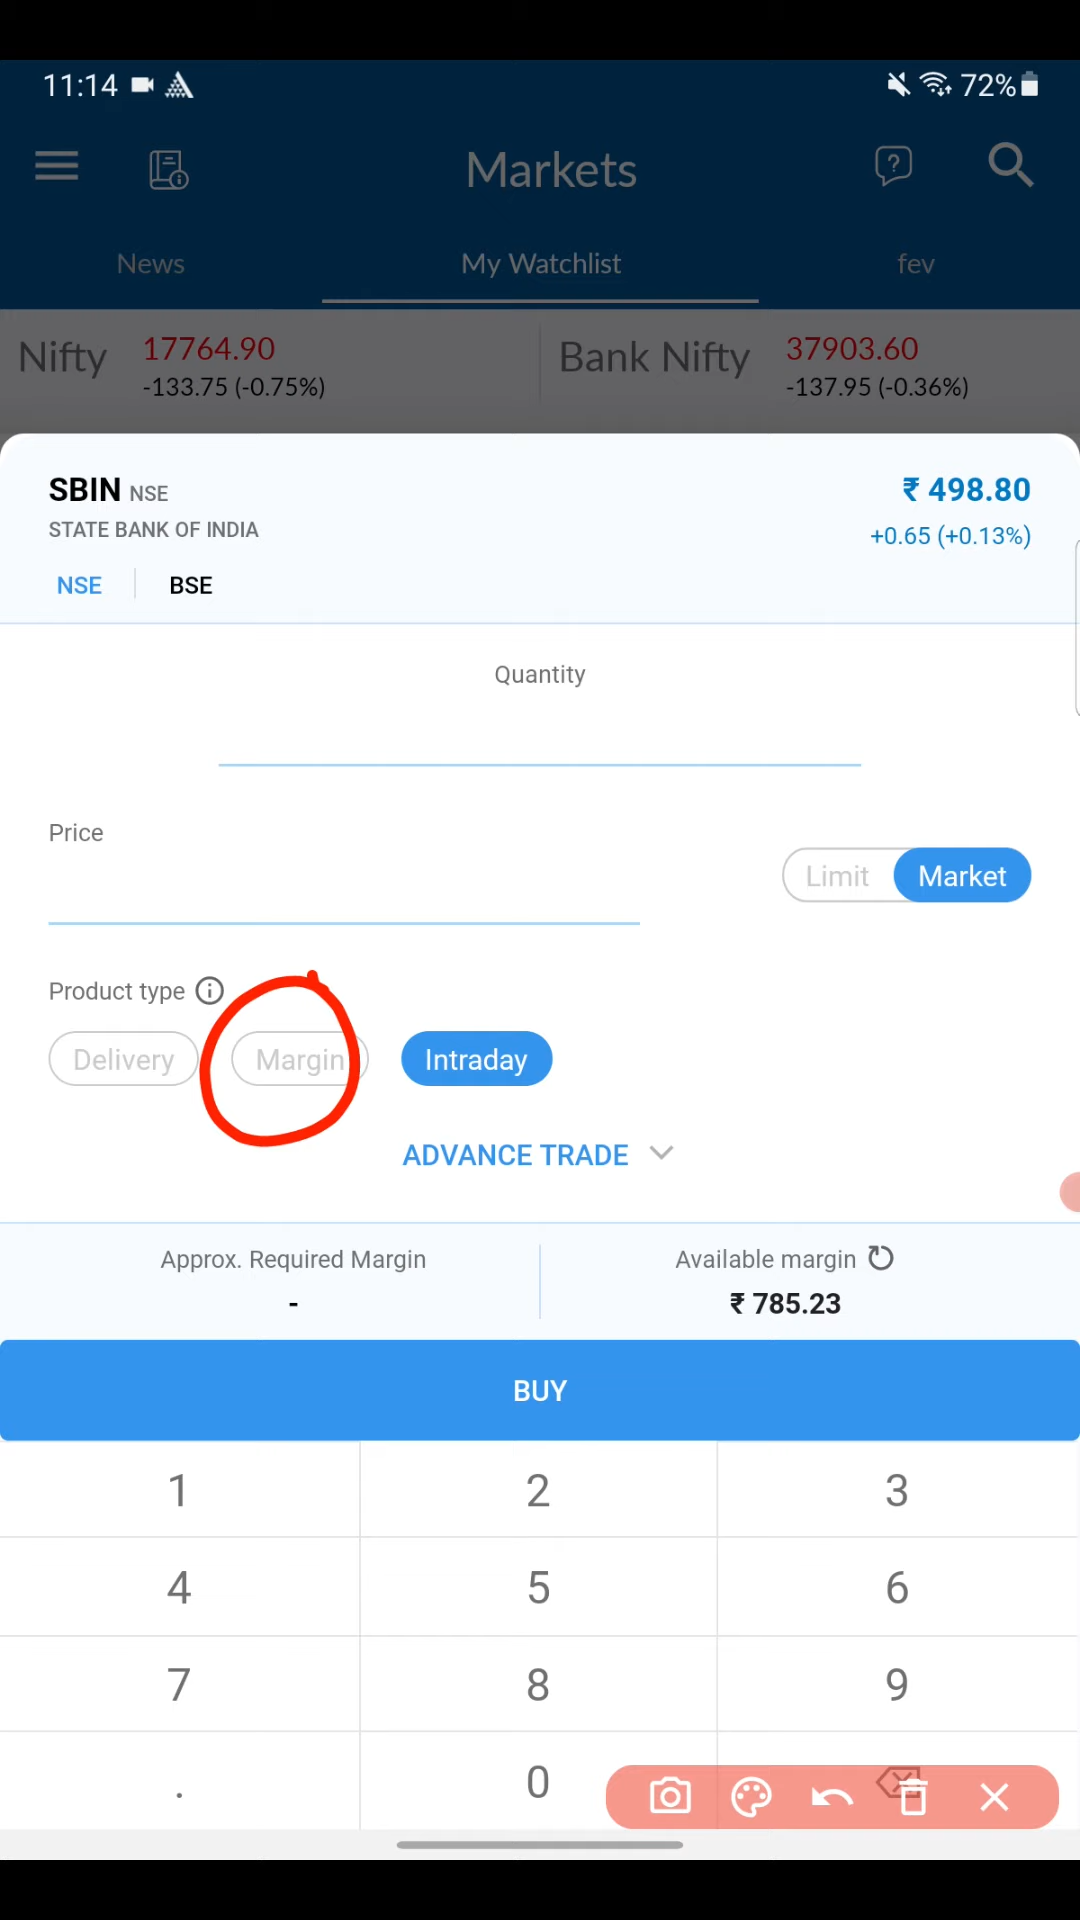 11:14 72%
Markets
News My Watchlist fev
Nifty 17764.90 Bank Nifty 37903.60
-133.75 (-0.75%) -137.95 (-0.36%)
SBIN NSE ₹ 498.80
STATE BANK OF INDIA +0.65 (+0.13%)
NSE BSE
Quantity
Price
Limit Market
Product type
Delivery Margin Intraday
ADVANCE TRADE
Approx. Required Margin Available margin
- ₹ 785.23
BUY
1 2 3
4 5 6
7 8 9
. 0